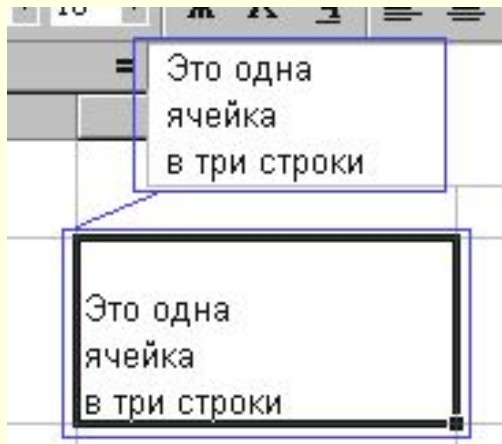 Ж К Ч
=
Это одна
ячейка
в три строки
Это одна
ячейка
в три строки